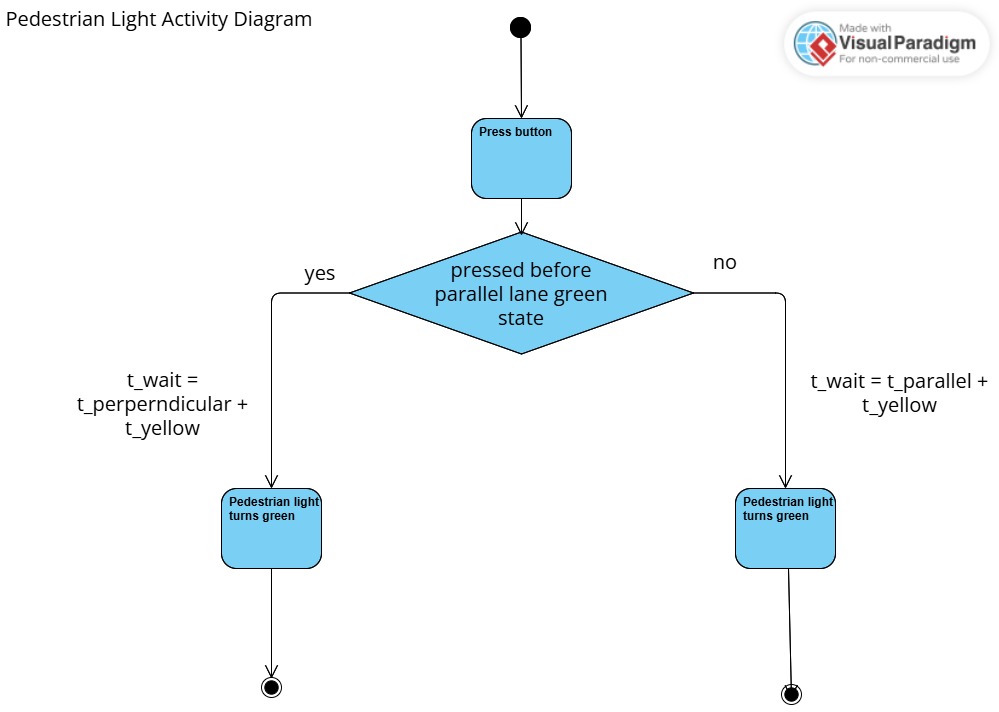 Pedestrian Light Activity Diagram
Made with
Visual Paradigm
For non-commercial use
Press button
pressed before
parallel lane green
state
yes
no
t_wait =
t_perperndicular +
t_yellow
t_wait = t_parallel +
t_yellow
Pedestrian light
turns green
Pedestrian light
turns green